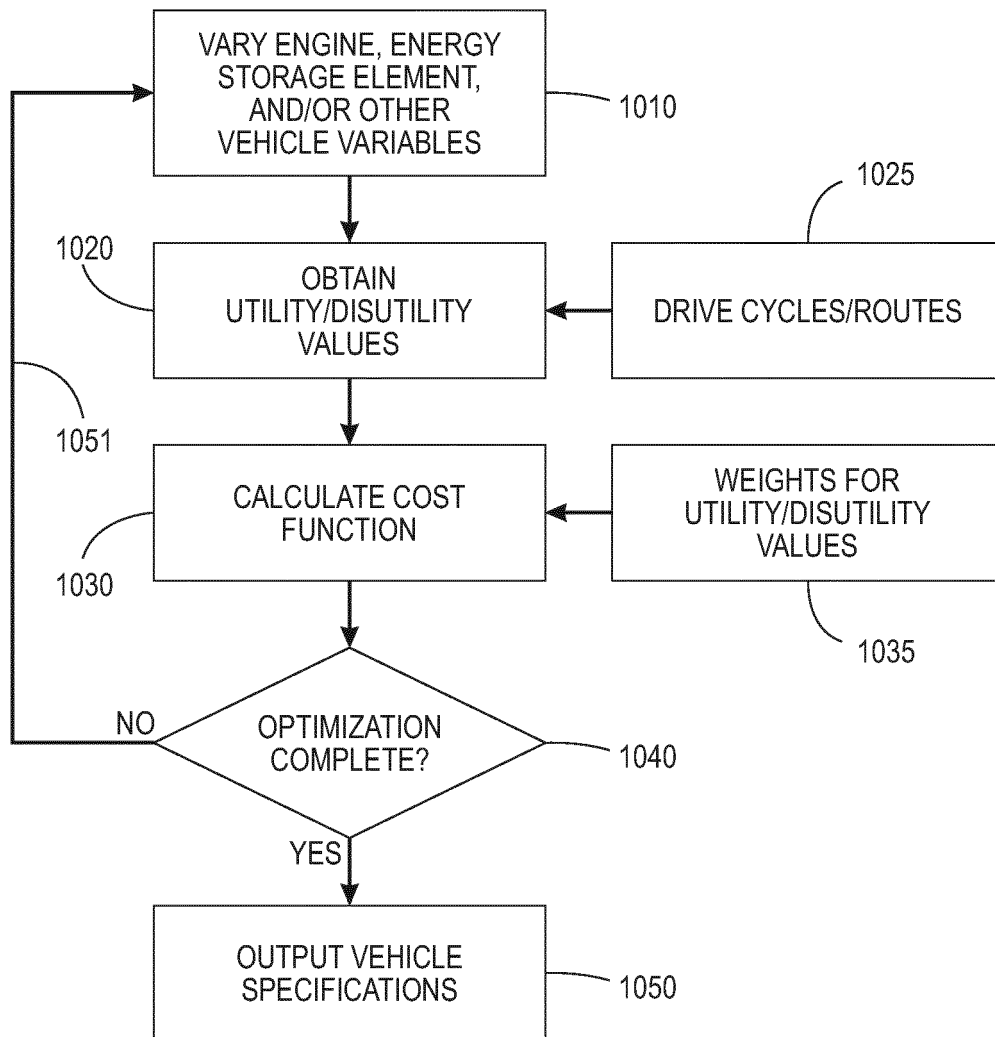 VARY ENGINE, ENERGY
STORAGE ELEMENT,
AND/OR OTHER
VEHICLE VARIABLES
1010
1025
1020
OBTAIN
UTILITY/DISUTILITY
VALUES
DRIVE CYCLES/ROUTES
1051
CALCULATE COST
FUNCTION
WEIGHTS FOR
UTILITY/DISUTILITY
VALUES
1030
1035
NO
OPTIMIZATION
COMPLETE?
1040
YES
OUTPUT VEHICLE
SPECIFICATIONS
1050